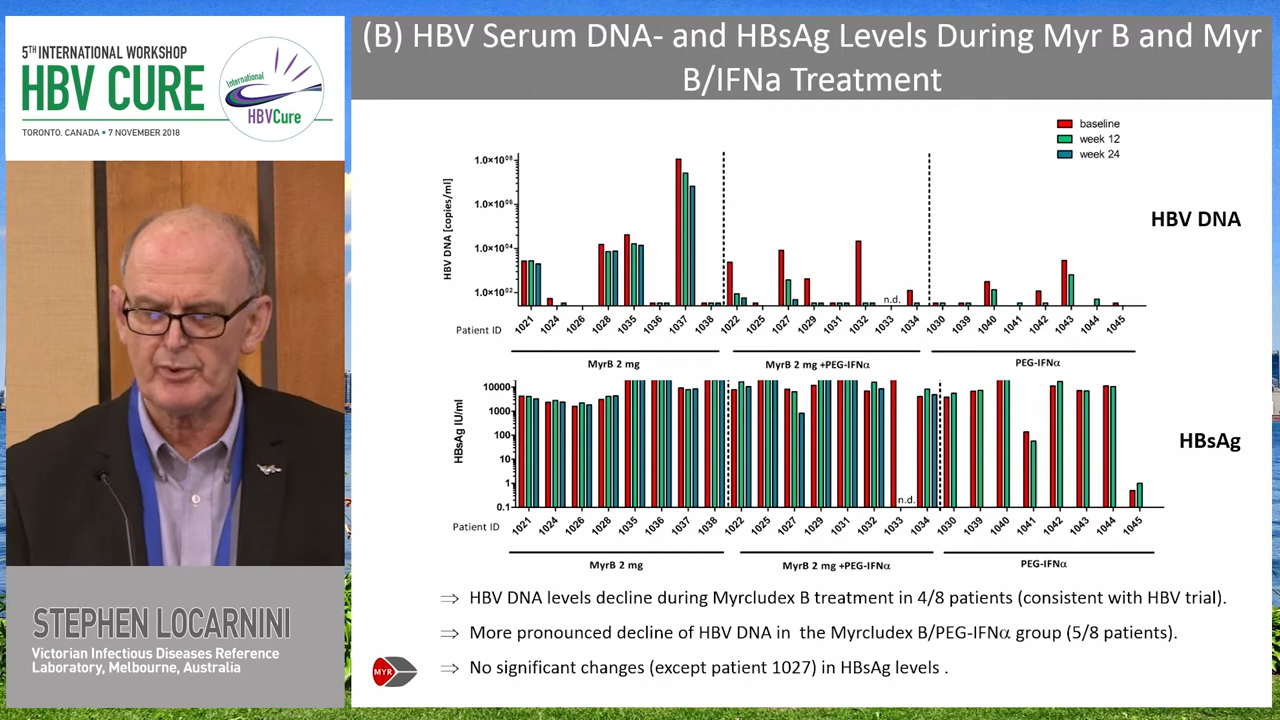 5TH INTERNATIONAL WORKSHOP
HBV CURE
TORONTO. CANADA • 7 NOVEMBER 2018
International
HBVCure
(B) HBV Serum DNA- and HBsAg Levels During Myr B and Myr
B/IFNa Treatment
baseline
week 12
week 24
HBV DNA [copies/ml]
1.0×10⁰⁸
1.0×10⁰⁶
1.0×10⁰⁴
1.0×10⁰²
n.d.
HBV DNA
Patient ID
1021 1024 1026 1028 1035 1036 1037 1038 1022 1025 1027 1029 1031 1032 1033 1034 1030 1039 1040 1041 1042 1043 1044 1045
MyrB 2 mg
MyrB 2 mg +PEG-IFNα
PEG-IFNα
HBsAg IU/ml
10000
1000
100
10
1
0.1
n.d.
HBsAg
Patient ID
1021 1024 1026 1028 1035 1036 1037 1038 1022 1025 1027 1029 1031 1032 1033 1034 1030 1039 1040 1041 1042 1043 1044 1045
MyrB 2 mg
MyrB 2 mg +PEG-IFNα
PEG-IFNα
⇒ HBV DNA levels decline during Myrcludex B treatment in 4/8 patients (consistent with HBV trial).
⇒ More pronounced decline of HBV DNA in the Myrcludex B/PEG-IFNα group (5/8 patients).
⇒ No significant changes (except patient 1027) in HBsAg levels .
MYR
STEPHEN LOCARNINI
Victorian Infectious Diseases Reference
Laboratory, Melbourne, Australia